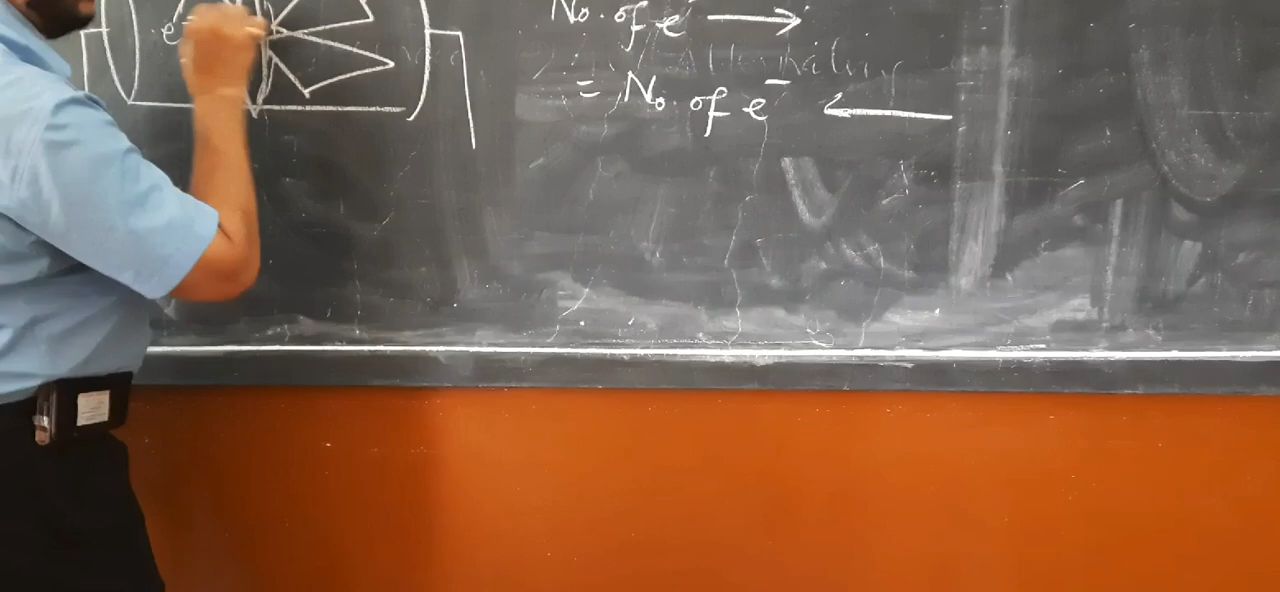 e⁻
No. of e⁻ ⟶
= No. of e⁻ ⟵